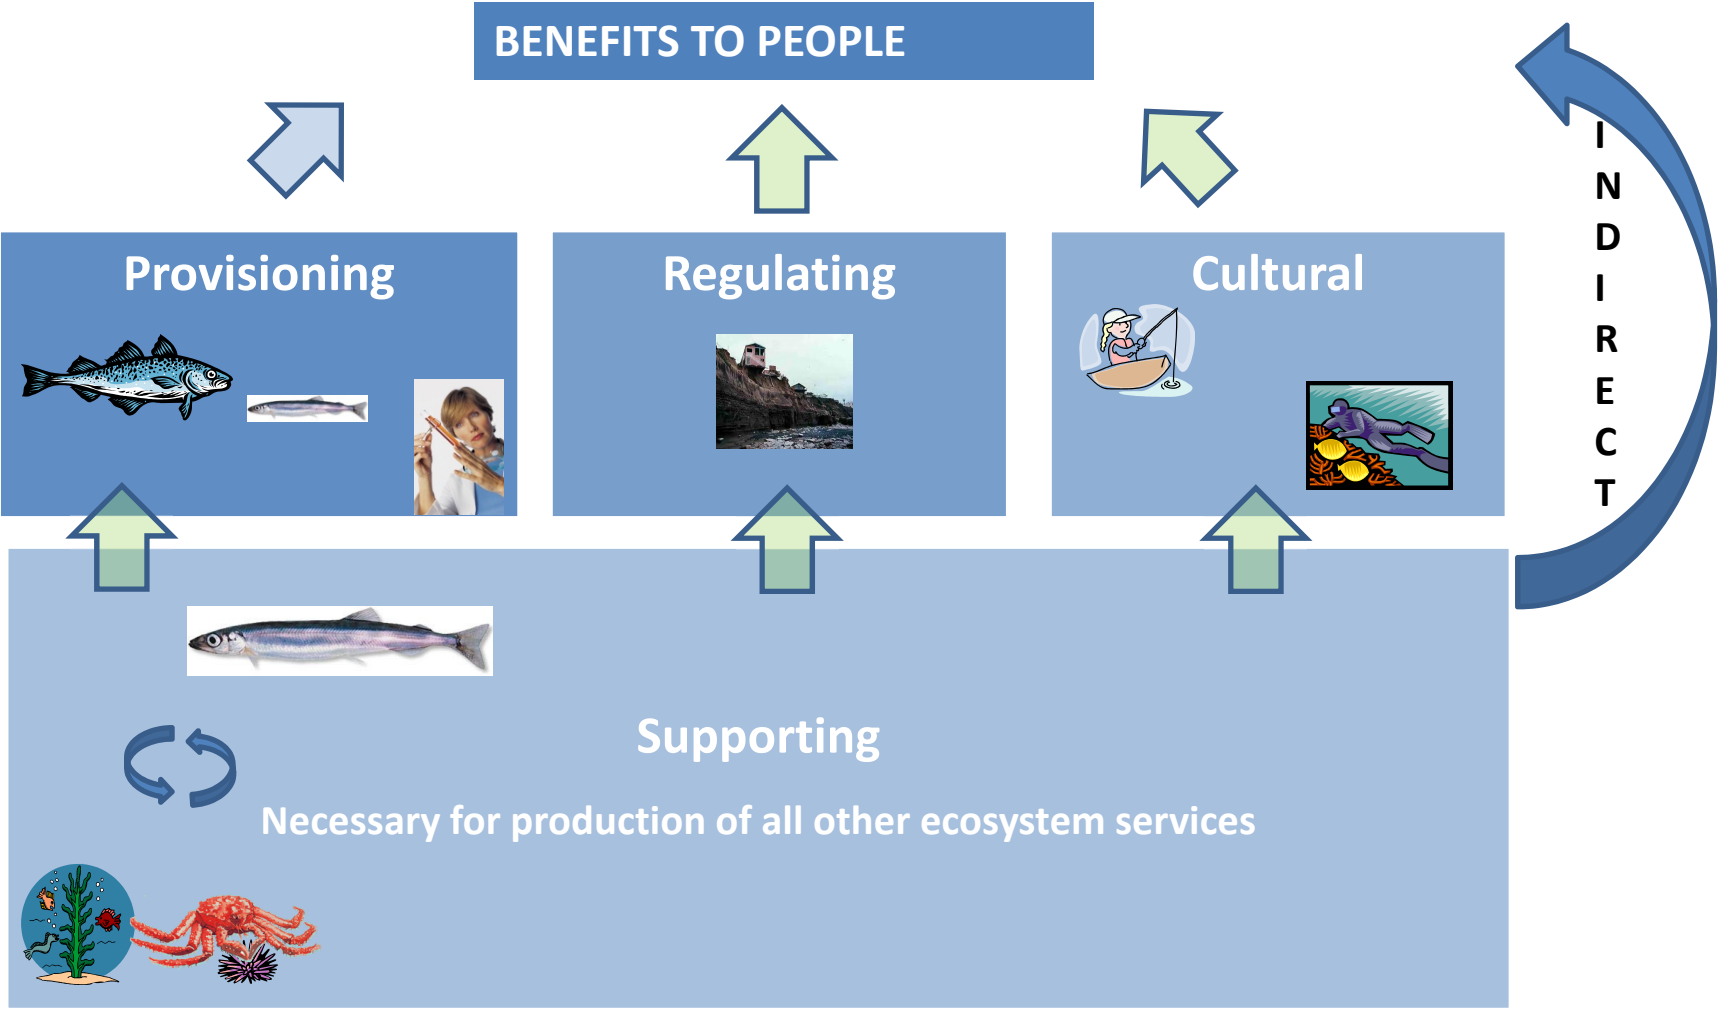 BENEFITS TO PEOPLE
Provisioning
Regulating
Cultural
I
N
D
I
R
E
C
T
Supporting
Necessary for production of all other ecosystem services